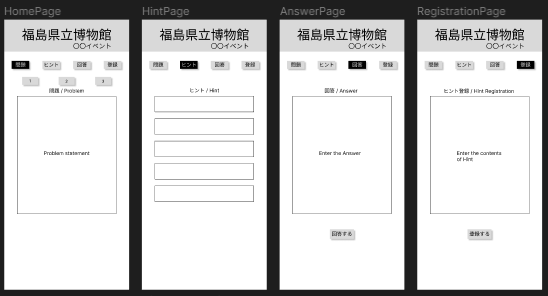 HomePage
福島県立博物館
〇〇イベント
問題 ヒント 回答 登録
1 2 3
問題 / Problem
Problem statement
HintPage
福島県立博物館
〇〇イベント
問題 ヒント 回答 登録
ヒント / Hint
AnswerPage
福島県立博物館
〇〇イベント
問題 ヒント 回答 登録
回答 / Answer
Enter the Answer
回答する
RegistrationPage
福島県立博物館
〇〇イベント
問題 ヒント 回答 登録
ヒント登録 / Hint Registration
Enter the contents
of Hint
登録する